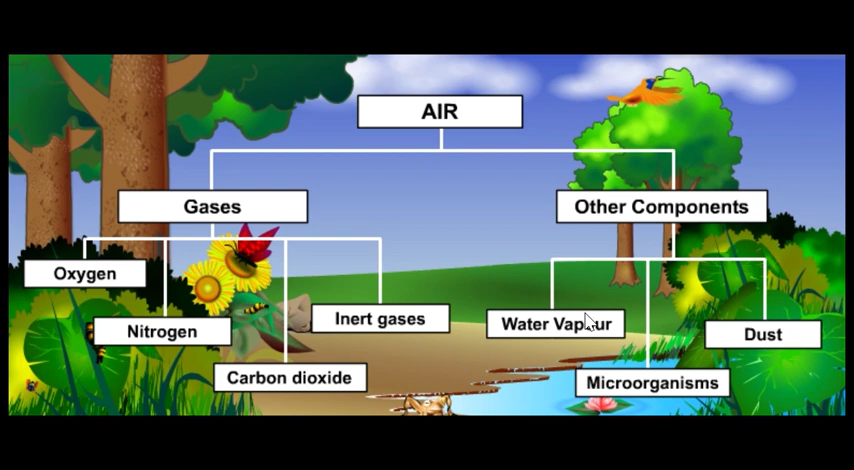 AIR
Gases
Other Components
Oxygen
Nitrogen
Carbon dioxide
Inert gases
Water Vapour
Microorganisms
Dust